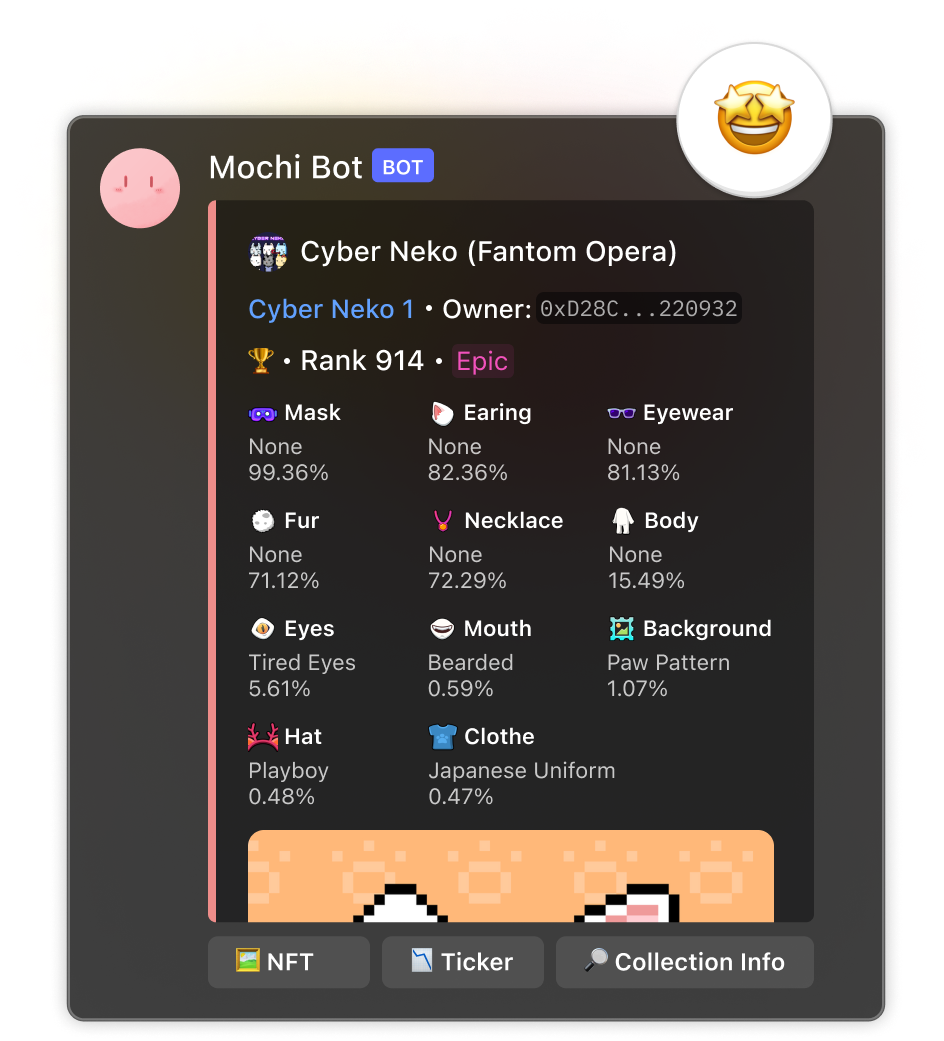 Mochi Bot BOT
Cyber Neko (Fantom Opera)
Cyber Neko 1 • Owner: 0xD28C...220932
• Rank 914 • Epic
Mask Earing Eyewear
None None None
99.36% 82.36% 81.13%
Fur Necklace Body
None None None
71.12% 72.29% 15.49%
Eyes Mouth Background
Tired Eyes Bearded Paw Pattern
5.61% 0.59% 1.07%
Hat Clothe
Playboy Japanese Uniform
0.48% 0.47%
NFT Ticker Collection Info